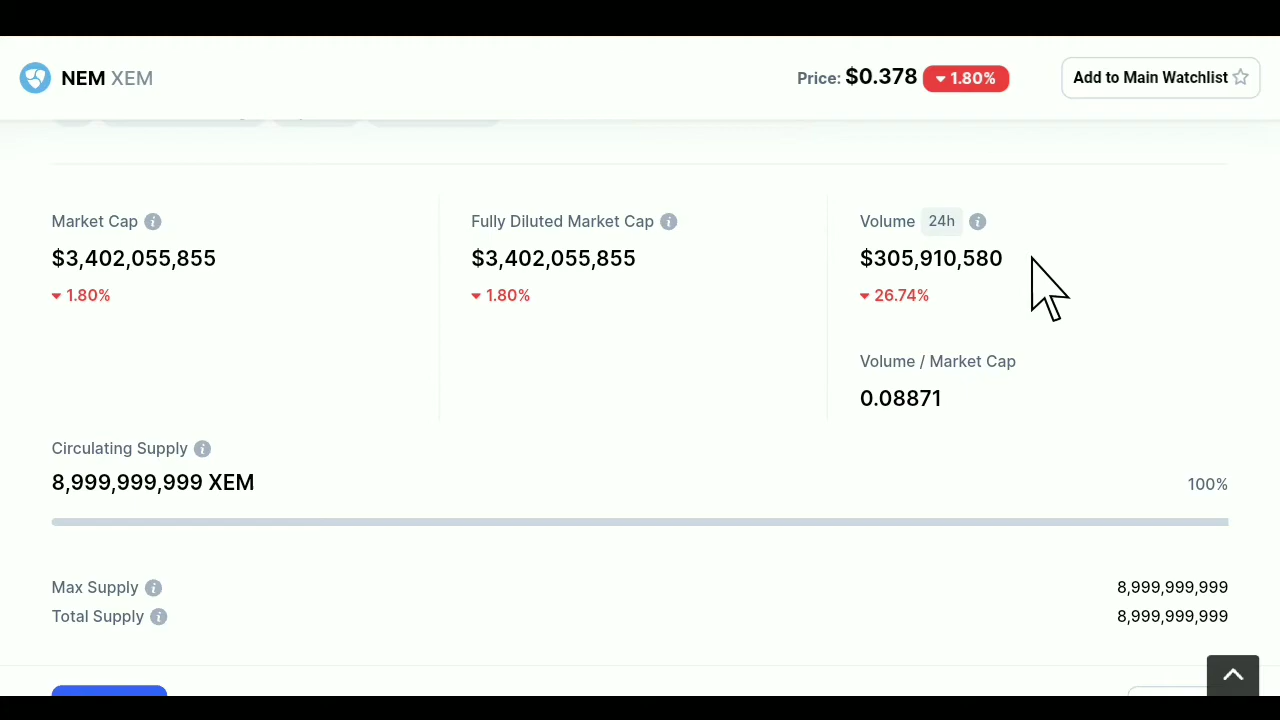 NEM XEM
Price: $0.378 1.80%
Add to Main Watchlist
Market Cap
$3,402,055,855
1.80%
Fully Diluted Market Cap
$3,402,055,855
1.80%
Volume 24h
$305,910,580
26.74%
Volume / Market Cap
0.08871
Circulating Supply
8,999,999,999 XEM
100%
Max Supply 8,999,999,999
Total Supply 8,999,999,999